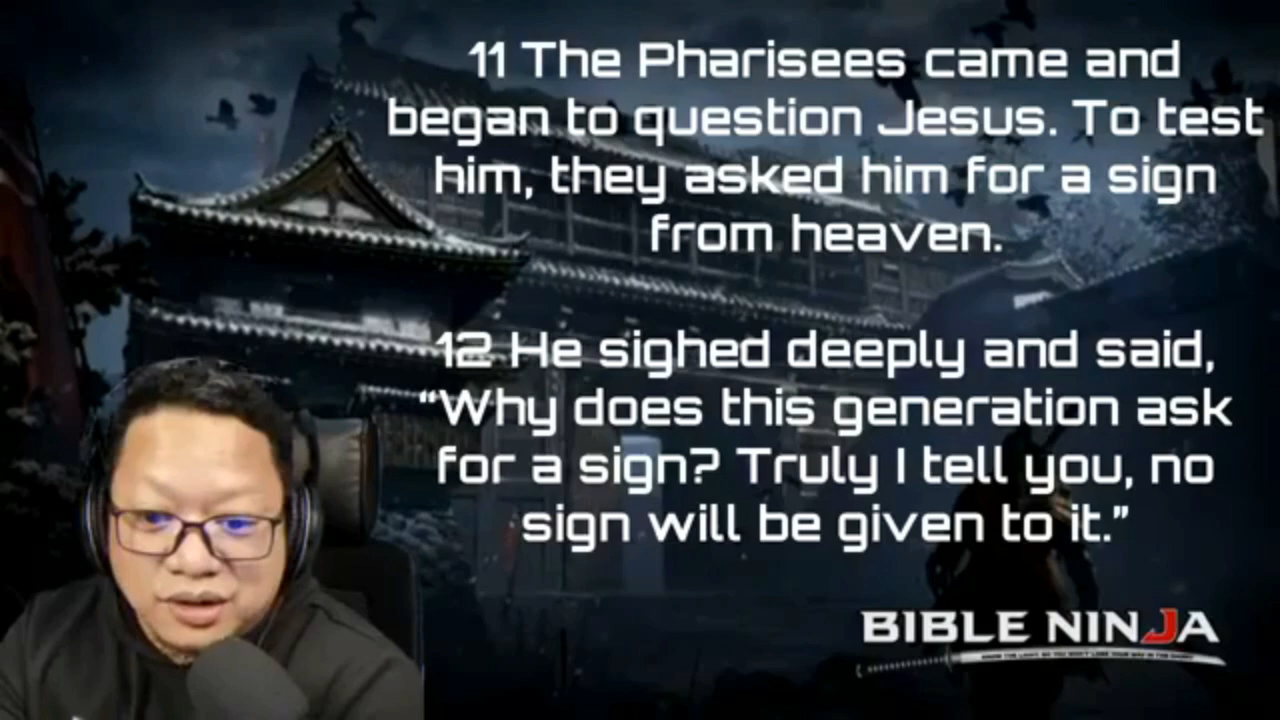 11 The Pharisees came and
began to question Jesus. To test
him, they asked him for a sign
from heaven.
12 He sighed deeply and said,
“Why does this generation ask
for a sign? Truly I tell you, no
sign will be given to it.”
BIBLE NINJA